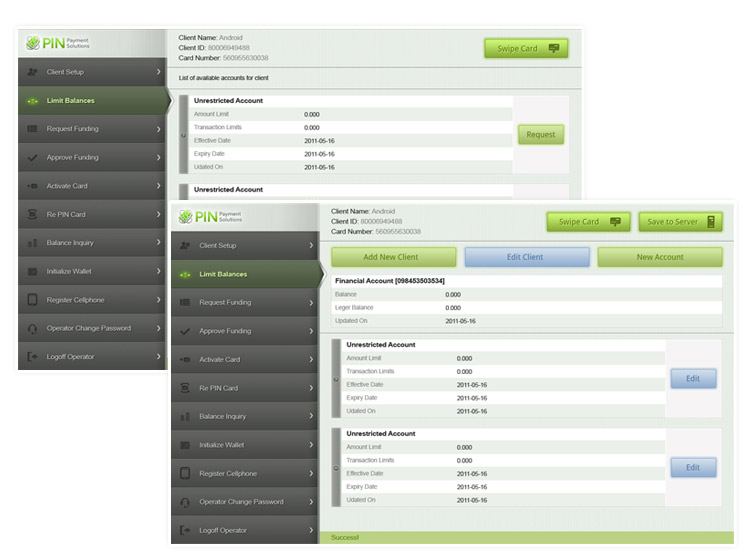 PIN Payment Solutions
Client Name: Android
Client ID: 80006949488
Card Number: 560955630038
Swipe Card
Client Setup
Limit Balances
Request Funding
Approve Funding
Activate Card
Re PIN Card
Balance Inquiry
Initialize Wallet
Register Cellphone
Operator Change Password
Logoff Operator
List of available accounts for client
Unrestricted Account
Amount Limit 0.000
Transaction Limits 0.000
Effective Date 2011-05-16
Expiry Date 2011-05-16
Udated On 2011-05-16
Request
Unrestricted Account
PIN Payment Solutions
Client Name: Android
Client ID: 80006949488
Card Number: 560955630038
Swipe Card
Save to Server
Client Setup
Limit Balances
Request Funding
Approve Funding
Activate Card
Re PIN Card
Balance Inquiry
Initialize Wallet
Register Cellphone
Operator Change Password
Logoff Operator
Add New Client
Edit Client
New Account
Financial Account [098453503534]
Balance 0.000
Leger Balance 0.000
Updated On 2011-05-16
Unrestricted Account
Amount Limit 0.000
Transaction Limits 0.000
Effective Date 2011-05-16
Expiry Date 2011-05-16
Udated On 2011-05-16
Edit
Unrestricted Account
Amount Limit 0.000
Transaction Limits 0.000
Effective Date 2011-05-16
Expiry Date 2011-05-16
Udated On 2011-05-16
Edit
Success!